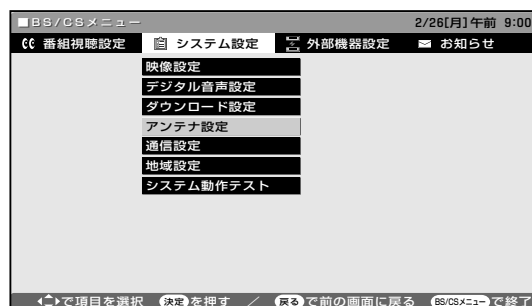 ■BS/CSメニュー 2/26[月]午前 9:00
番組視聴設定 システム設定 外部機器設定 お知らせ
映像設定
デジタル音声設定
ダウンロード設定
アンテナ設定
通信設定
地域設定
システム動作テスト
で項目を選択 決定を押す ／ 戻るで前の画面に戻る BS/CSメニューで終了